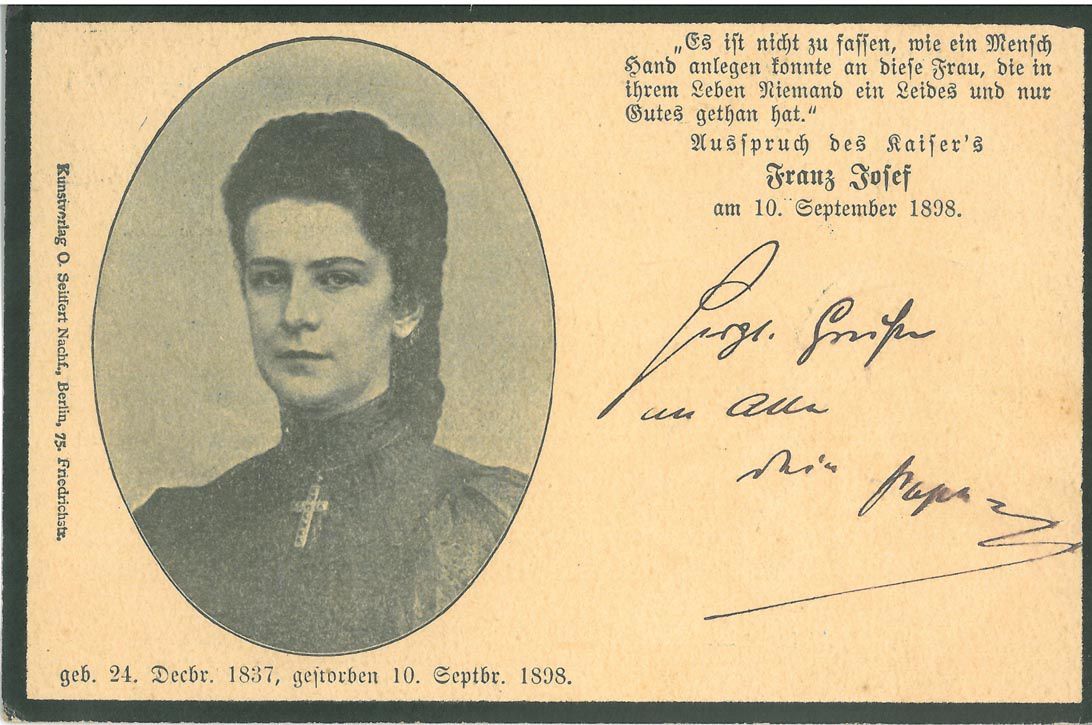 „Es ist nicht zu fassen, wie ein Mensch
Hand anlegen konnte an diese Frau, die in
ihrem Leben Niemand ein Leides und nur
Gutes gethan hat.“
Ausspruch des Kaiser's
Franz Josef
am 10. September 1898.
Herzl. Grüße
an Alle
dein Papa
Kunstverlag O. Seiffert Nachf., Berlin, 75. Friedrichstr.
geb. 24. Decbr. 1837, gestorben 10. Septbr. 1898.